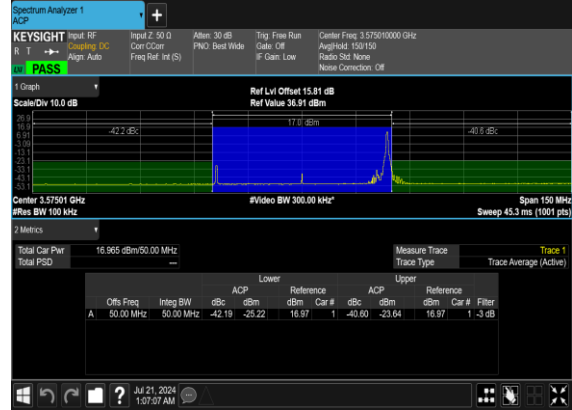 Spectrum Analyzer 1
ACP
+
KEYSIGHT Input: RF Input Z: 50 Ω Atten: 30 dB Trig: Free Run Center Freq: 3.575010000 GHz
R T Coupling: DC Corr CCorr PNO: Best Wide Gate: Off Avg|Hold: 150/150
Align: Auto Freq Ref: Int (S) IF Gain: Low Radio Std: None
PASS Noise Correction: Off
1 Graph Ref Lvl Offset 15.81 dB
Scale/Div 10.0 dB Ref Value 36.91 dBm
26.9
16.9 17.0 dBm
6.91 -42.2 dBc -40.6 dBc
-3.09
-13.1
-23.1
-33.1
-43.1
-53.1
Center 3.57501 GHz #Video BW 300.00 kHz* Span 150 MHz
#Res BW 100 kHz Sweep 45.3 ms (1001 pts)
2 Metrics
Total Car Pwr 16.965 dBm/50.00 MHz Measure Trace Trace 1
Total PSD --- Trace Type Trace Average (Active)
Lower Upper
ACP Reference ACP Reference
Offs Freq Integ BW dBc dBm dBm Car # dBc dBm dBm Car # Filter
A 50.00 MHz 50.00 MHz -42.19 -25.22 16.97 1 -40.60 -23.64 16.97 1 -3 dB
? Jul 21, 2024
1:07:07 AM